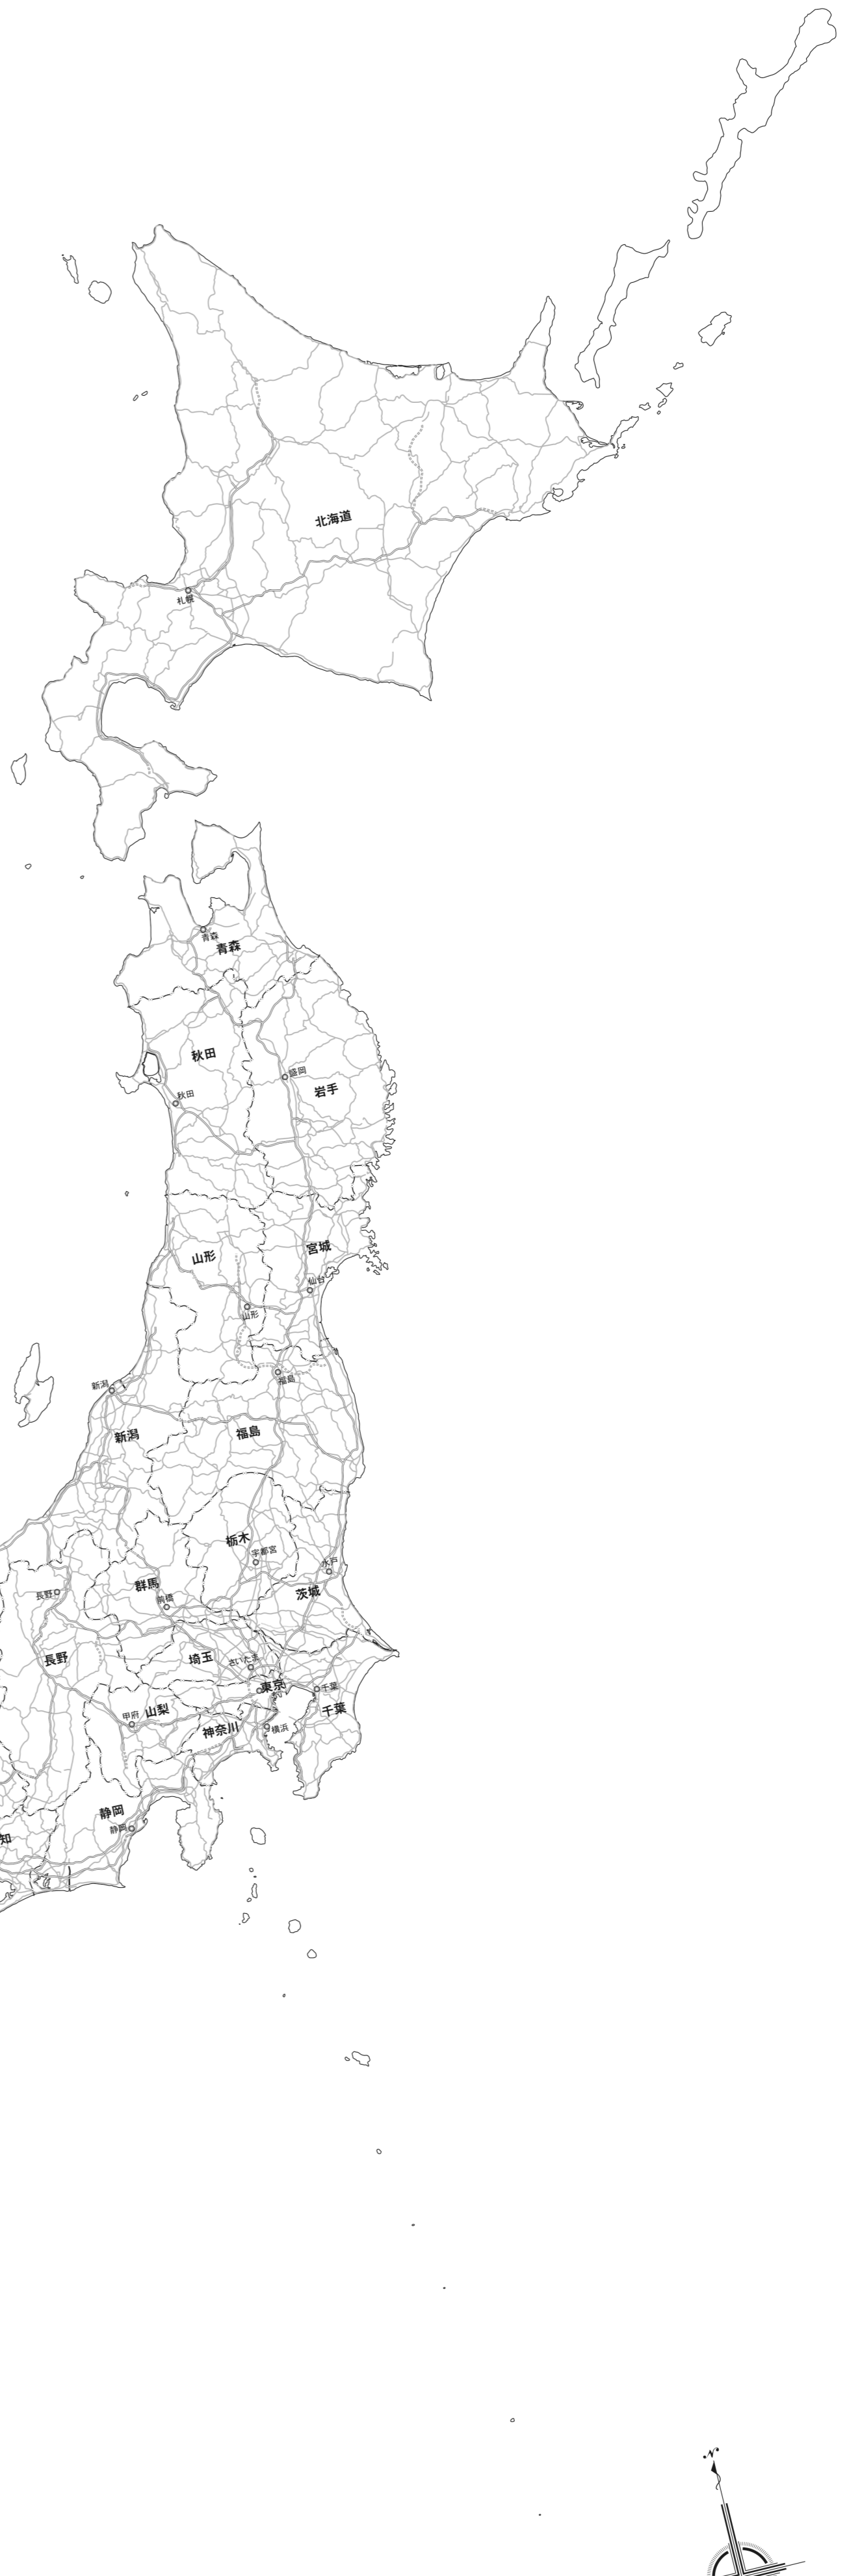 北海道
札幌
青森
青森
秋田
盛岡
岩手
秋田
宮城
山形
仙台
山形
福島
新潟
福島
新潟
栃木
宇都宮
水戸
群馬
茨城
長野
前橋
長野
埼玉
さいたま
東京
千葉
千葉
甲府
山梨
神奈川
横浜
静岡
静岡
知
N